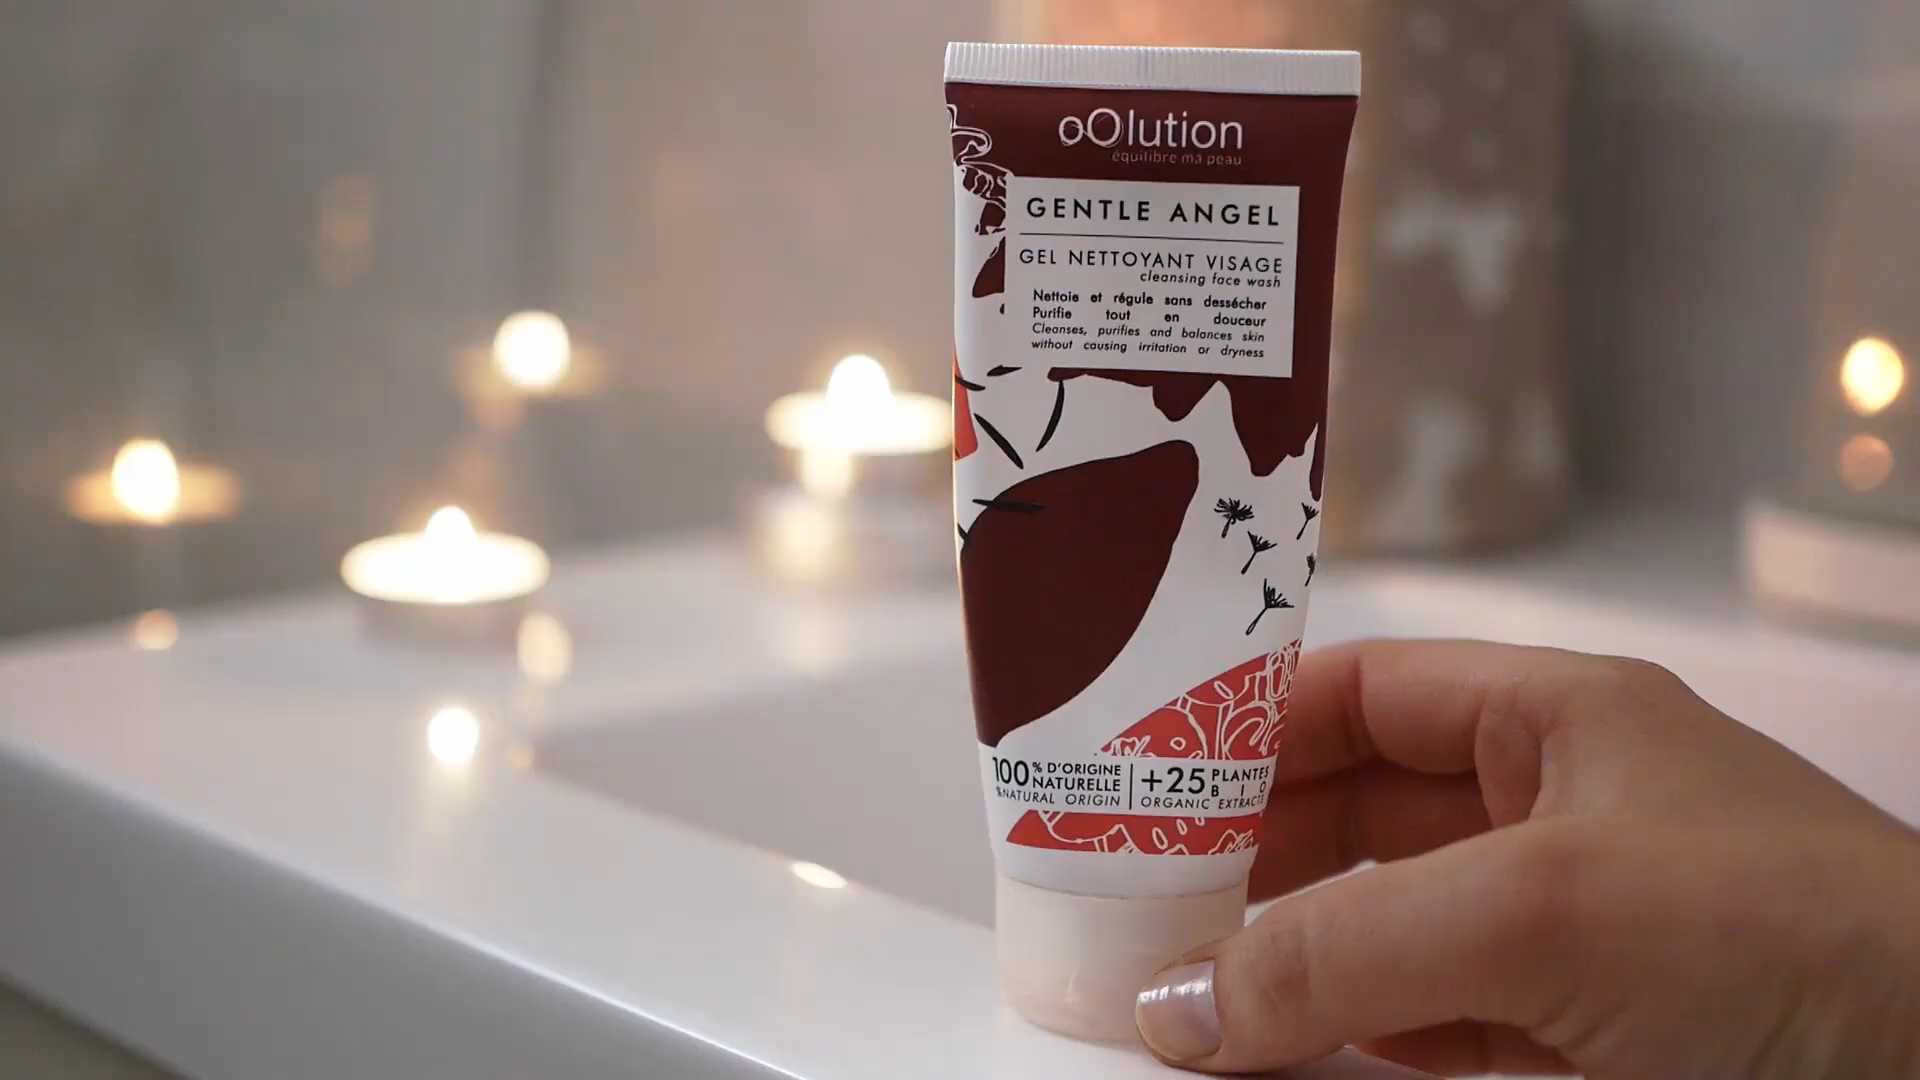 oOlution
équilibre ma peau
GENTLE ANGEL
GEL NETTOYANT VISAGE
cleansing face wash
Nettoie et régule sans dessécher
Purifie tout en douceur
Cleanses, purifies and balances skin
without causing irritation or dryness
100% D'ORIGINE NATURELLE
% NATURAL ORIGIN
+25 PLANTES BIO
ORGANIC EXTRACTS